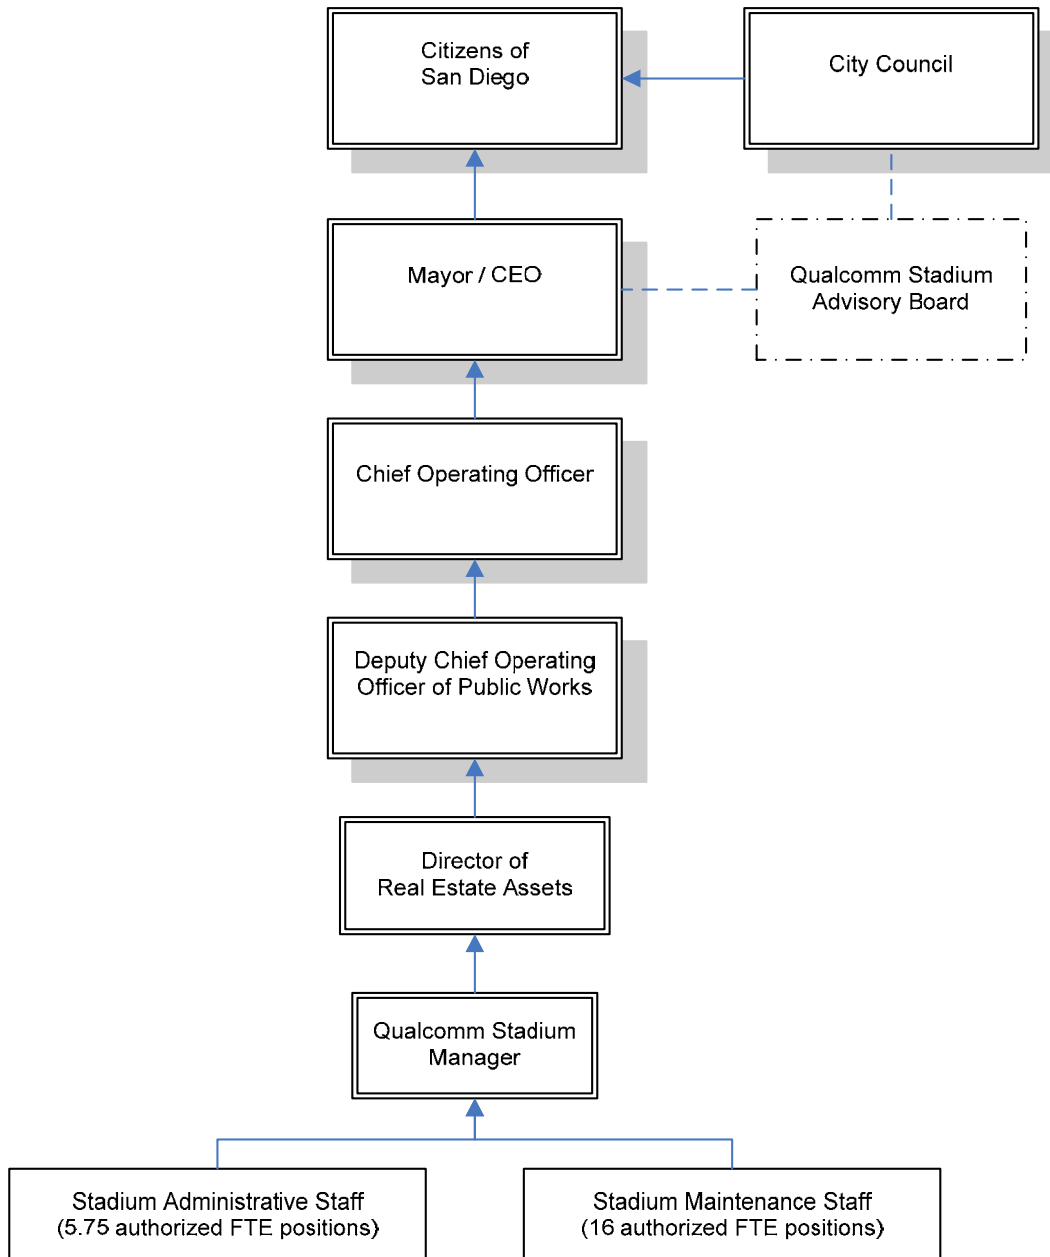 Citizens of
San Diego
City Council
Mayor / CEO
Qualcomm Stadium
Advisory Board
Chief Operating Officer
Deputy Chief Operating
Officer of Public Works
Director of
Real Estate Assets
Qualcomm Stadium
Manager
Stadium Administrative Staff
(5.75 authorized FTE positions)
Stadium Maintenance Staff
(16 authorized FTE positions)